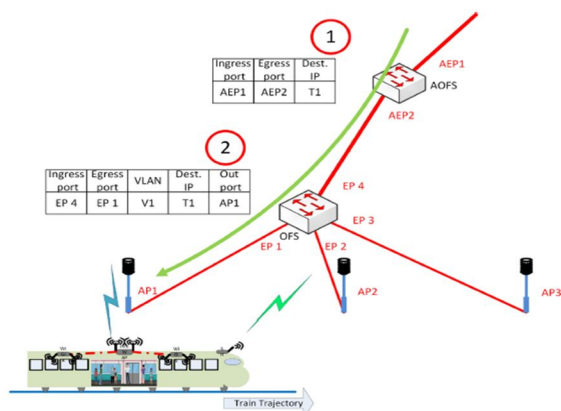 1
Ingress port Egress port Dest. IP
AEP1 AEP2 T1
AEP1
AOFS
AEP2
2
Ingress port Egress port VLAN Dest. IP Out port
EP 4 EP 1 V1 T1 AP1
EP 4
EP 3
OFS
EP 1
EP 2
AP1
AP2
AP3
Train Trajectory